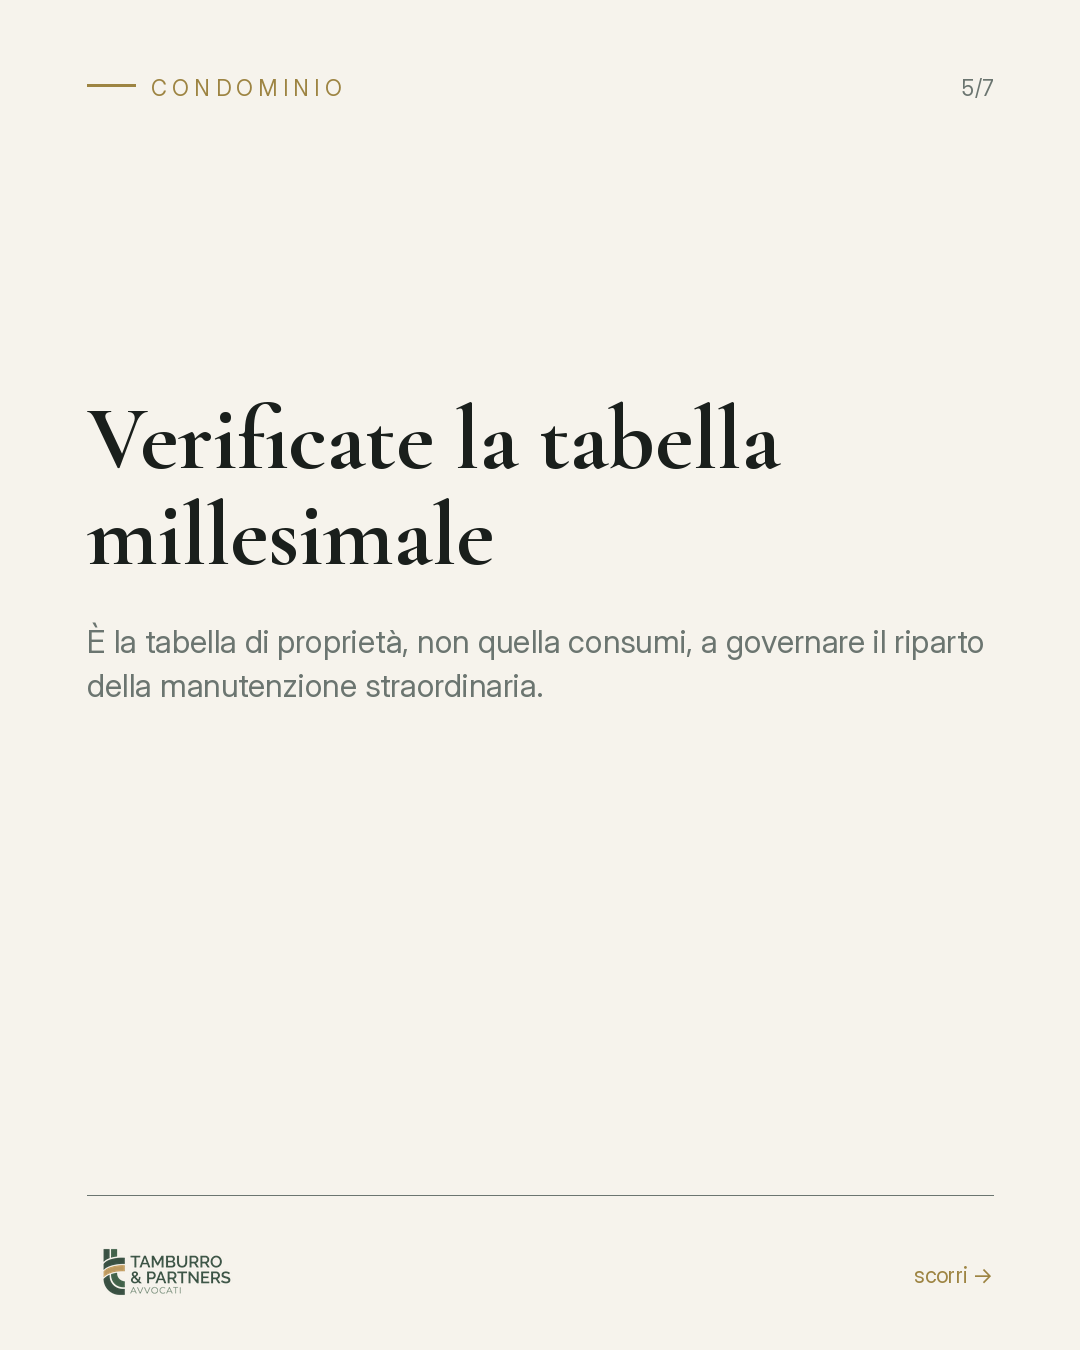 CONDOMINIO
5/7
Verificate la tabella
millesimale
È la tabella di proprietà, non quella consumi, a governare il riparto
della manutenzione straordinaria.
TAMBURRO
& PARTNERS
AVVOCATI
scorri →